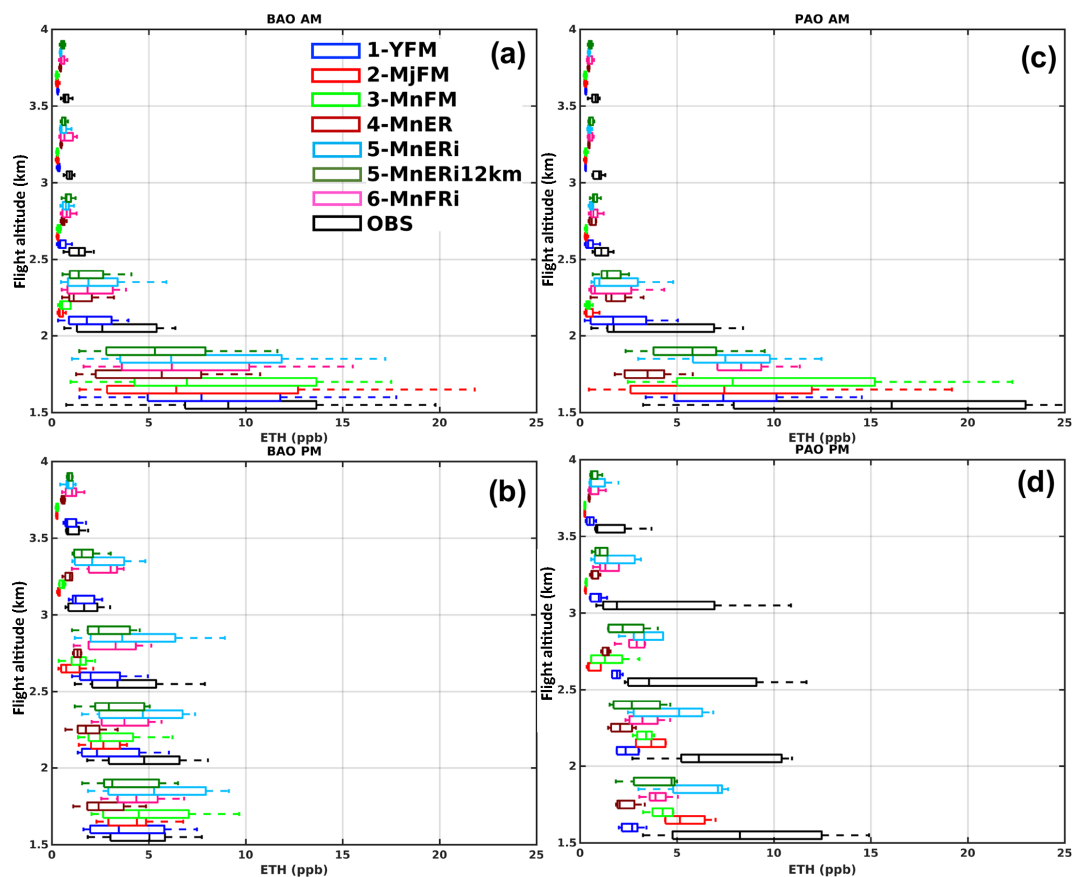 BAO AM
(a)
1-YFM
2-MjFM
3-MnFM
4-MnER
5-MnERi
5-MnERi12km
6-MnFRi
OBS
Flight altitude (km)
4
3.5
3
2.5
2
1.5
0 5 10 15 20 25
ETH (ppb)
PAO AM
(c)
Flight altitude (km)
4
3.5
3
2.5
2
1.5
0 5 10 15 20 25
ETH (ppb)
BAO PM
(b)
Flight altitude (km)
4
3.5
3
2.5
2
1.5
0 5 10 15 20 25
ETH (ppb)
PAO PM
(d)
Flight altitude (km)
4
3.5
3
2.5
2
1.5
0 5 10 15 20 25
ETH (ppb)